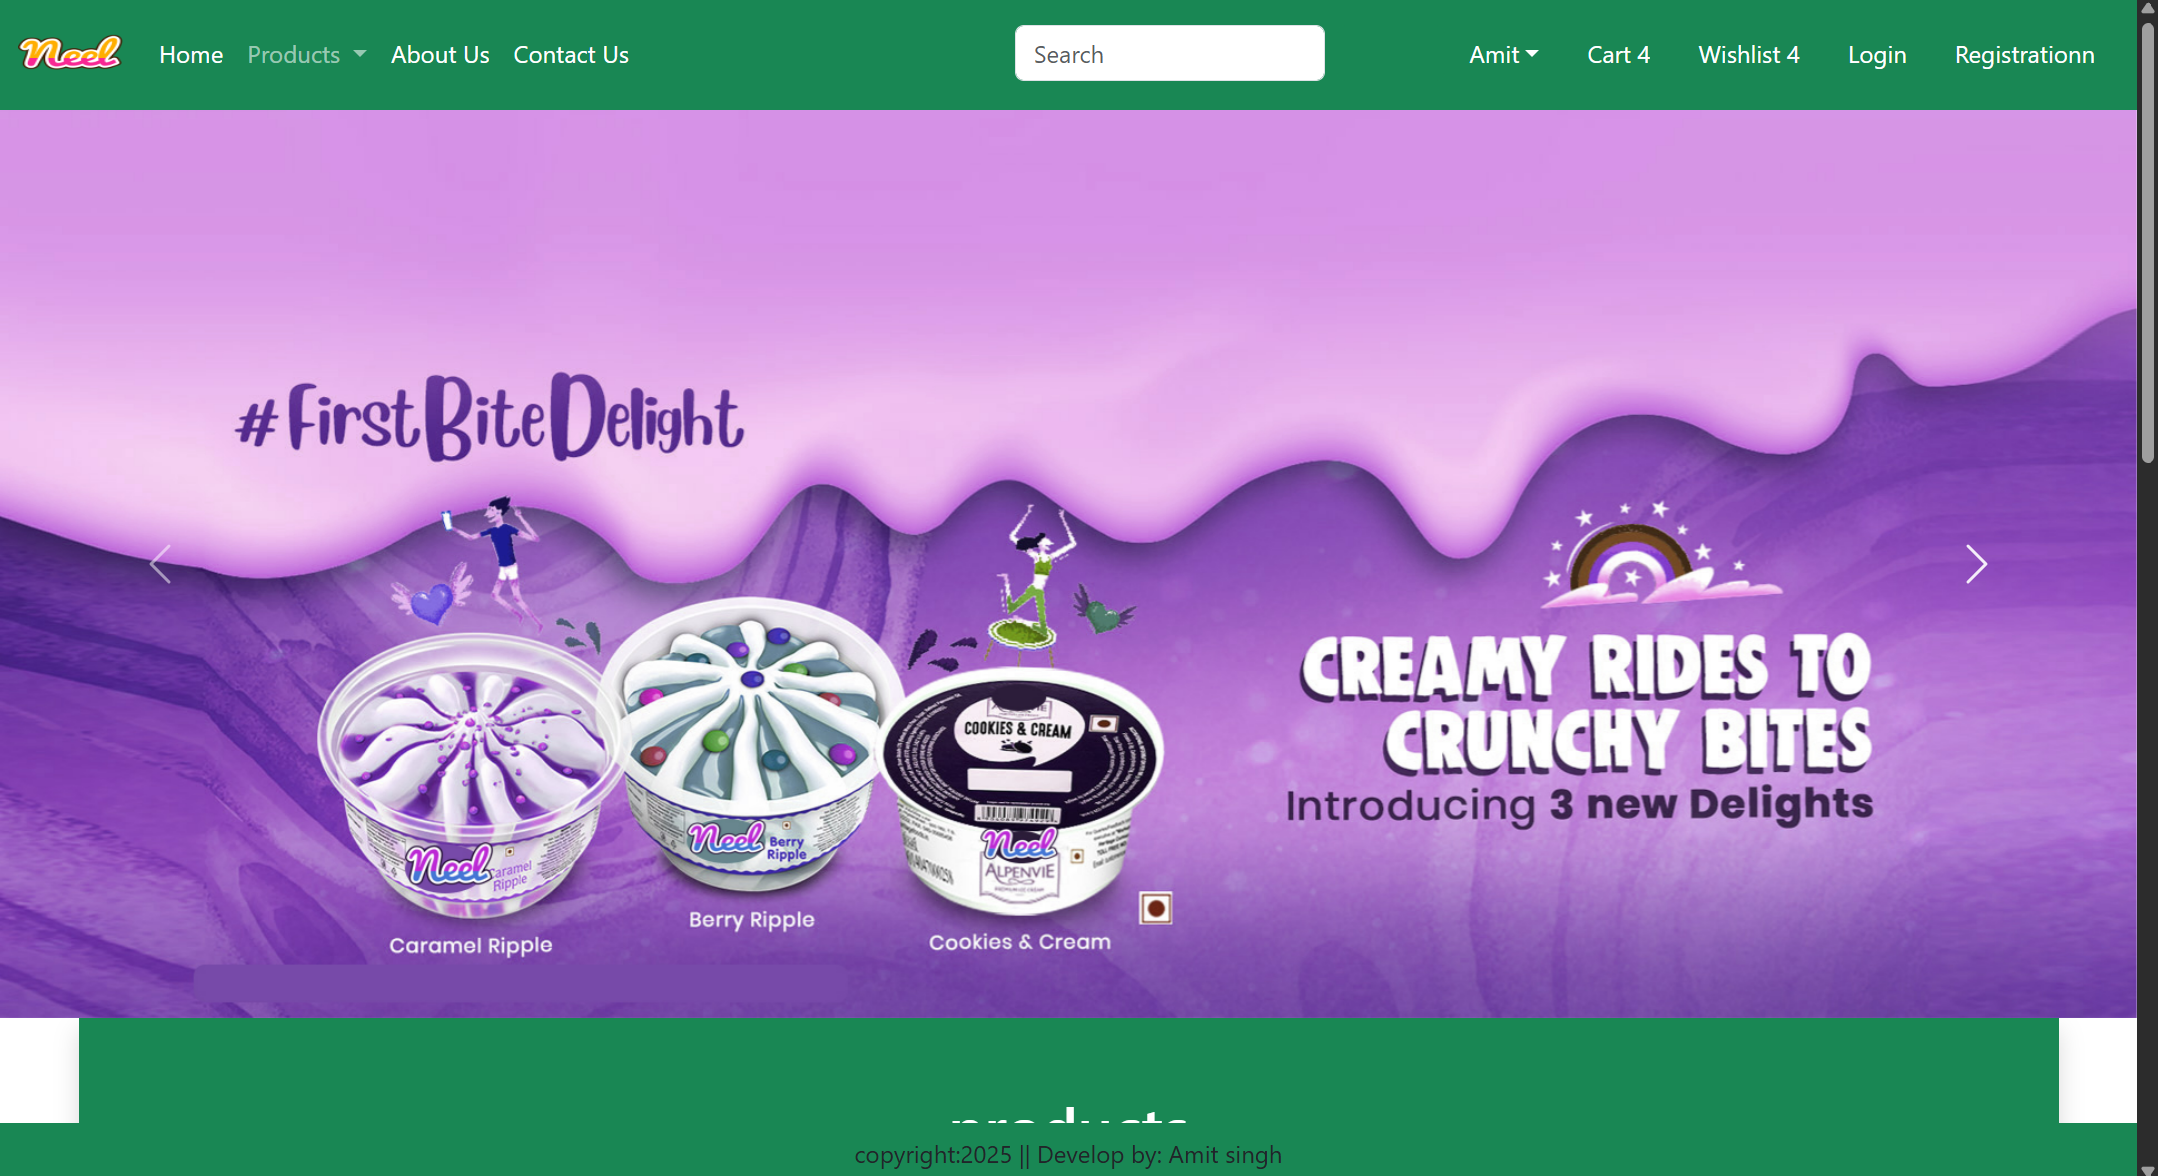 Neel
Home Products About Us Contact Us Search Amit Cart 4 Wishlist 4 Login Registrationn
#FirstBiteDelight
CREAMY RIDES TO
CRUNCHY BITES
Introducing 3 new Delights
COOKIES & CREAM
Neel
Caramel
Ripple
Neel
Berry
Ripple
Neel
ALPENVIE
Caramel Ripple
Berry Ripple
Cookies & Cream
products
copyright:2025 || Develop by: Amit singh